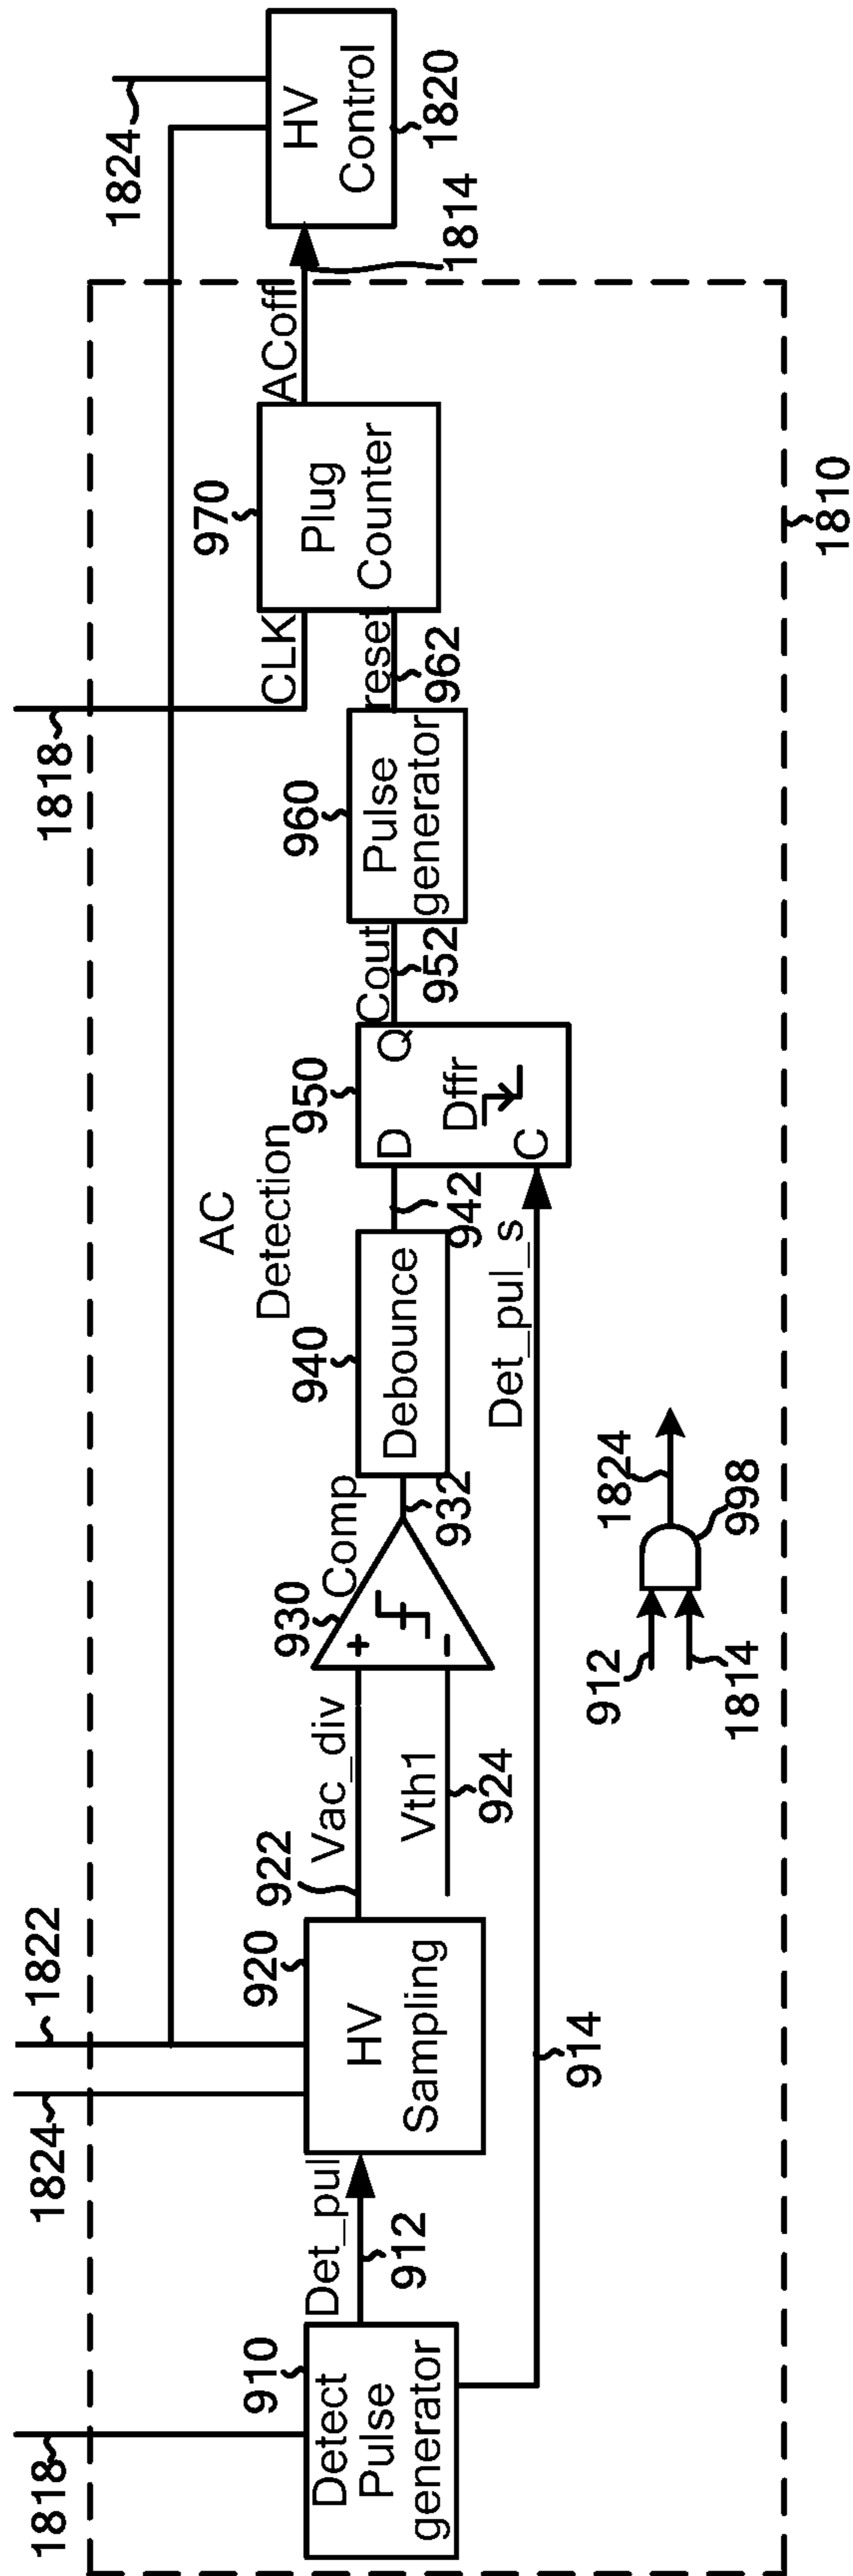 1818
1824
1822
1818
1824
910
Detect
Pulse
generator
Det_pul
912
920
HV
Sampling
922
Vac_div
Vth1
924
930
+
-
Comp
932
940
Debounce
942
AC
Detection
950
D
Q
Dffr
C
Det_pul_s
914
Cout
952
960
Pulse
generator
CLK
reset
962
970
Plug
Counter
ACoff
1814
HV
Control
1820
912
1814
1824
998
1810